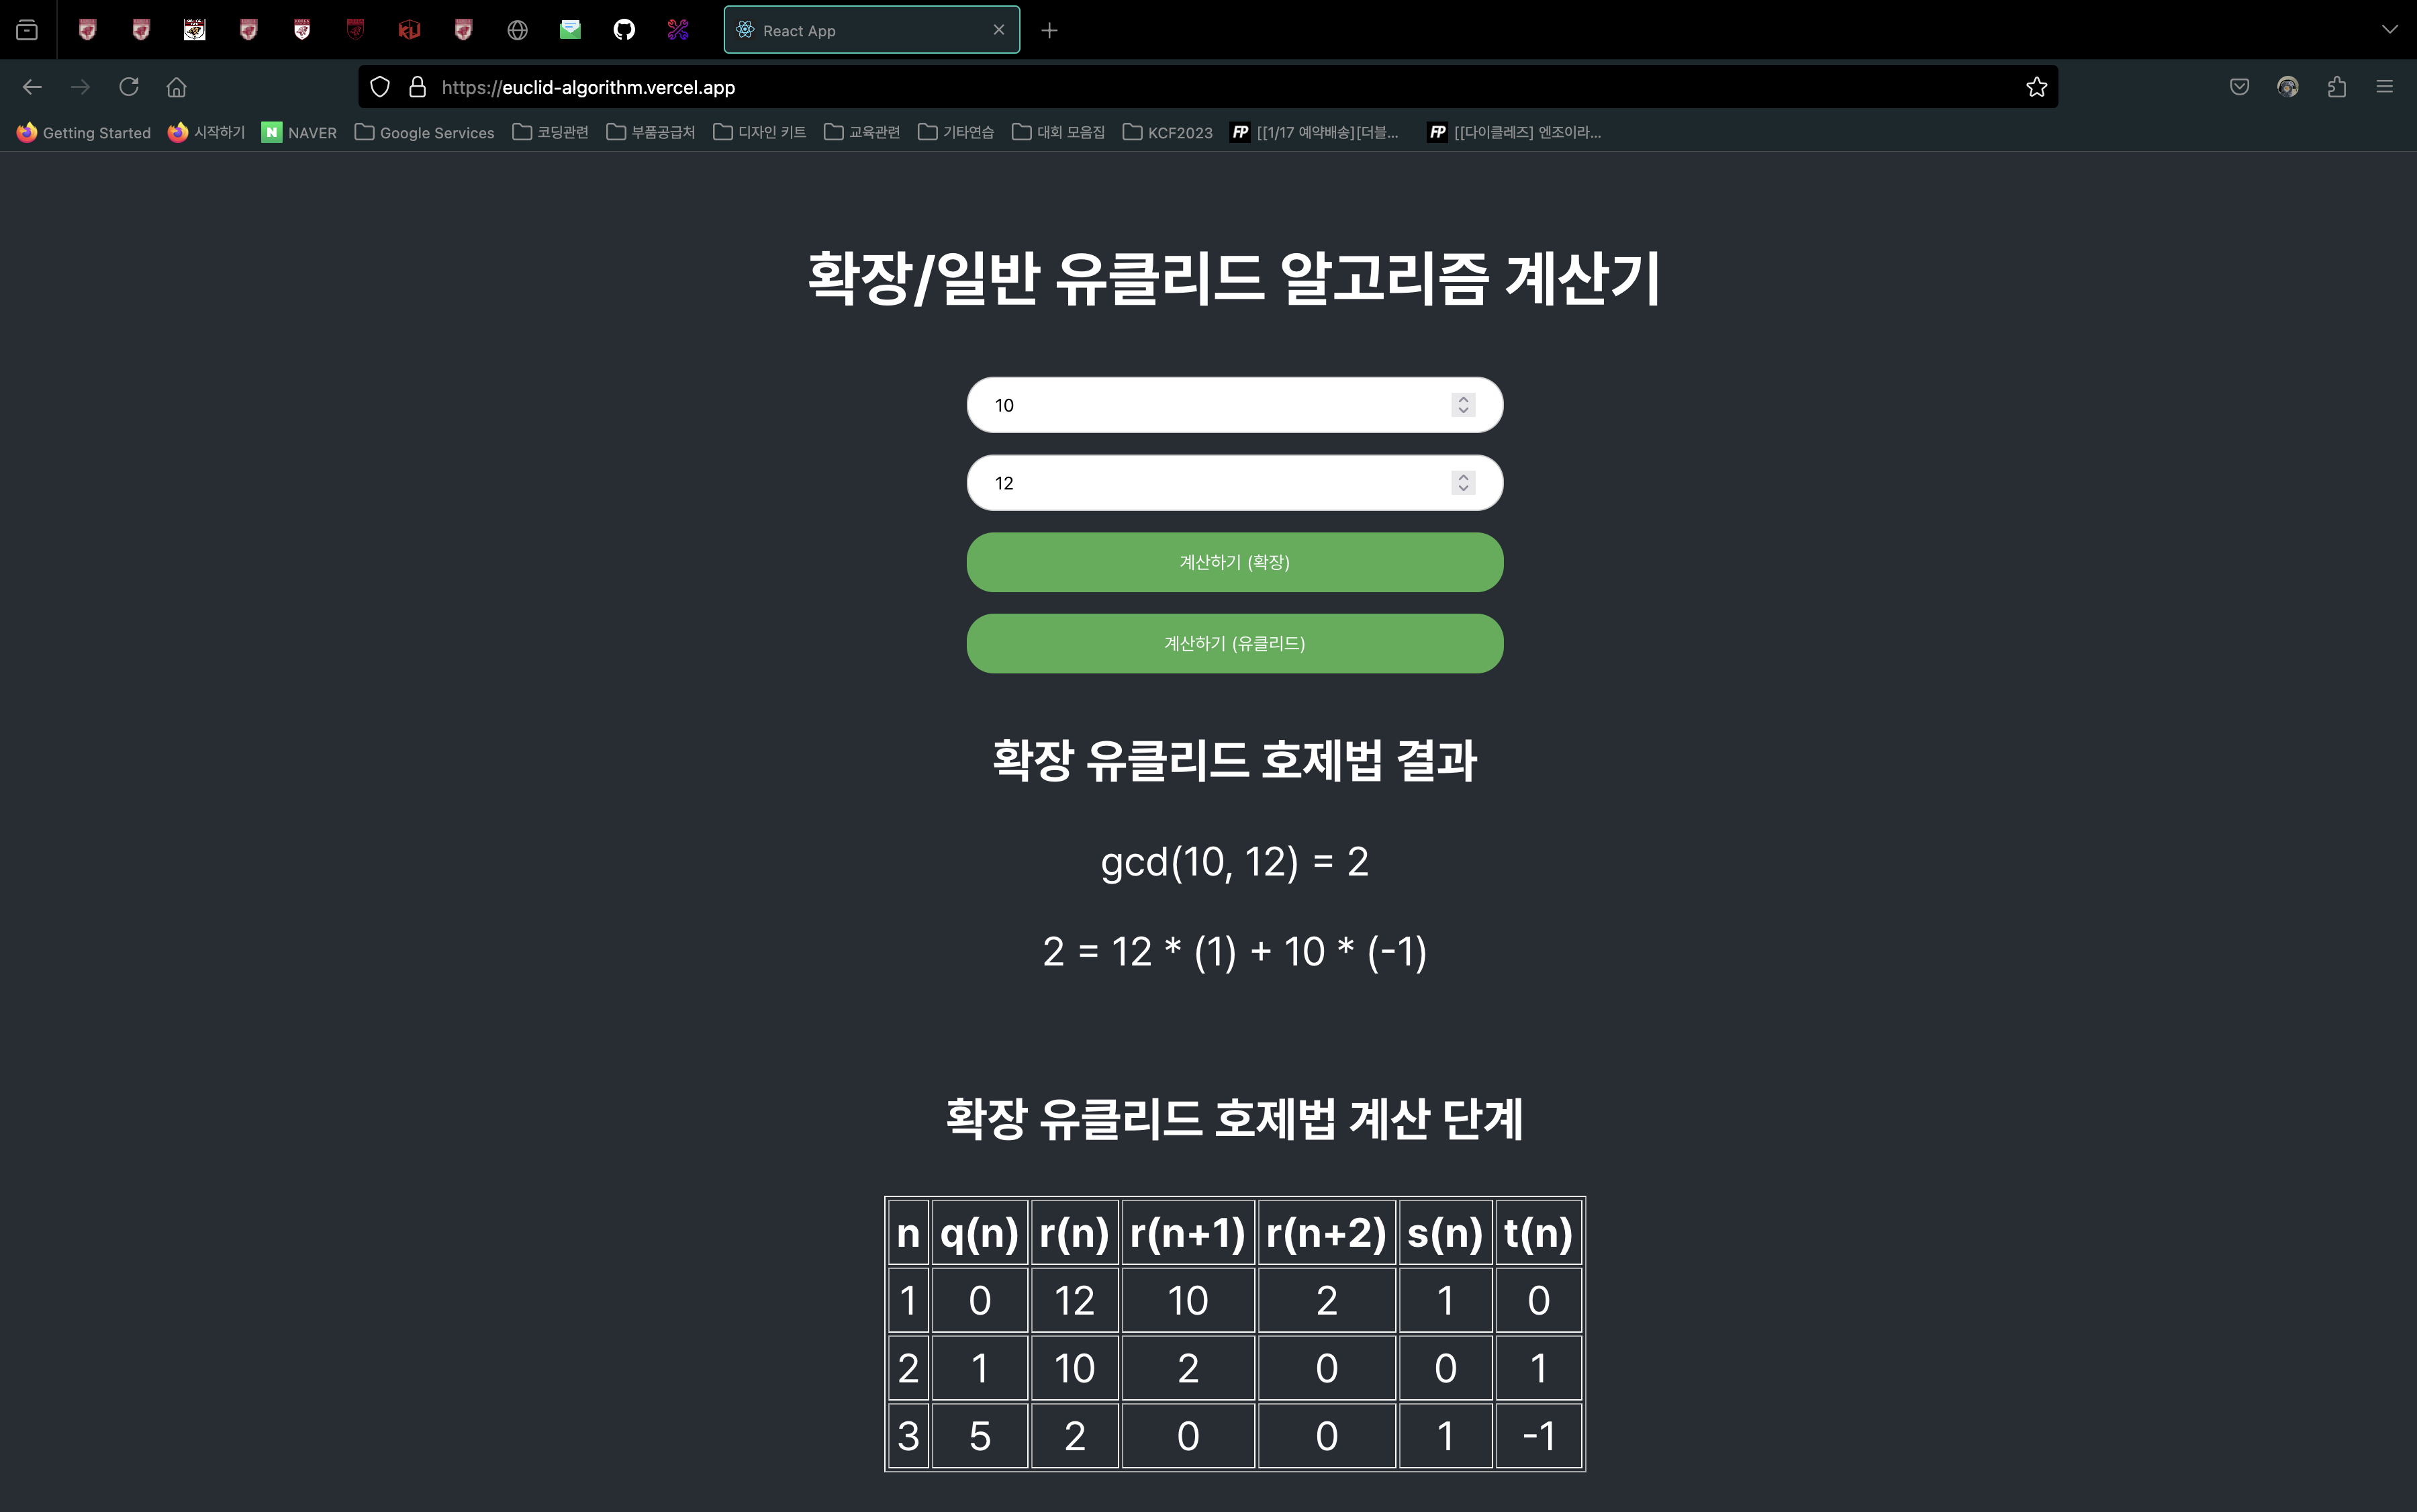 React App
https://euclid-algorithm.vercel.app
Getting Started 시작하기 N NAVER Google Services 코딩관련 부품공급처 디자인 키트 교육관련 기타연습 대회 모음집 KCF2023 FP [[1/17 예약배송][더블... FP [[다이클레즈] 엔조이라...
확장/일반 유클리드 알고리즘 계산기
10
12
계산하기 (확장)
계산하기 (유클리드)
확장 유클리드 호제법 결과
gcd(10, 12) = 2
2 = 12 * (1) + 10 * (-1)
확장 유클리드 호제법 계산 단계
n q(n) r(n) r(n+1) r(n+2) s(n) t(n)
1 0 12 10 2 1 0
2 1 10 2 0 0 1
3 5 2 0 0 1 -1